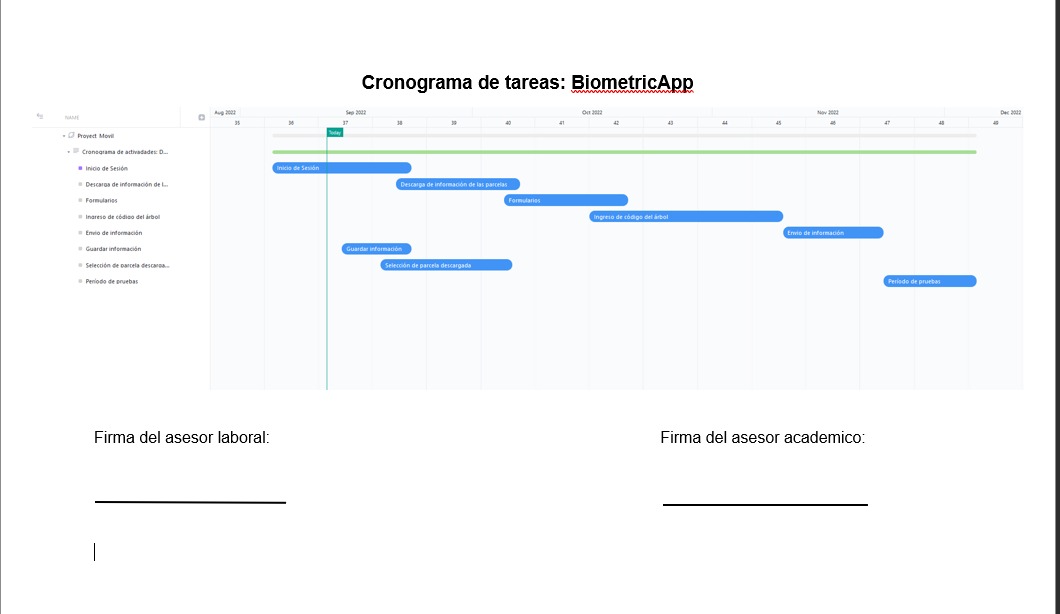 Cronograma de tareas: BiometricApp
NAME
Aug 2022 Sep 2022 Oct 2022 Nov 2022 Dec 2022
35 36 37 38 39 40 41 42 43 44 45 46 47 48 49
Today
Proyect Movil
Cronograma de activadades: D...
Inicio de Sesión Inicio de Sesión
Descarga de información de l... Descarga de información de las parcelas
Formularios Formularios
Ingreso de código del árbol Ingreso de código del árbol
Envio de información Envio de información
Guardar información Guardar información
Selección de parcela descarga... Selección de parcela descargada
Período de pruebas Período de pruebas
Firma del asesor laboral: Firma del asesor academico: